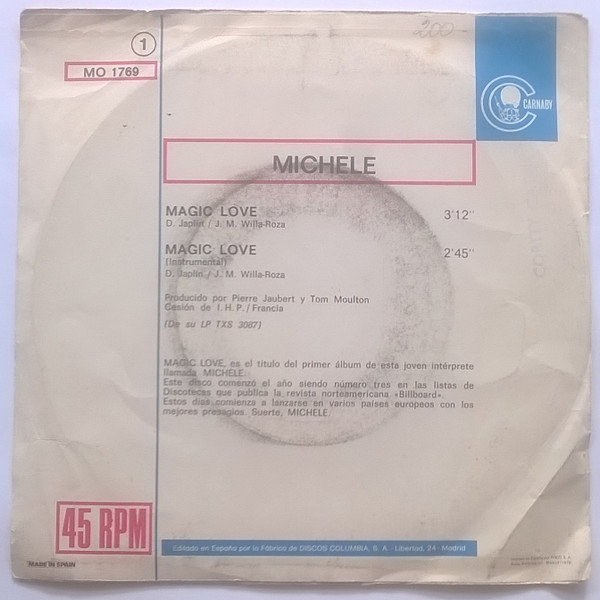 200-
1
MO 1769
CARNABY
MICHELE
MAGIC LOVE 3'12"
D. Japlin / J. M. Willa-Roza
MAGIC LOVE 2'45"
(Instrumental)
D. Japlin / J. M. Willa-Roza
Producido por Pierre Jaubert y Tom Moulton
Cesión de I. H. P. / Francia
(De su LP TXS 3087)
MAGIC LOVE, es el título del primer álbum de esta joven intérprete
llamada MICHELE.
Este disco comenzó el año siendo número tres en las listas de
Discotecas que publica la revista norteamericana «Billboard».
Estos días comienza a lanzarse en varios países europeos con los
mejores presagios. Suerte, MICHELE.
45 RPM
Editado en España por la Fábrica de DISCOS COLUMBIA, S. A. · Libertad, 24 · Madrid
MADE IN SPAIN